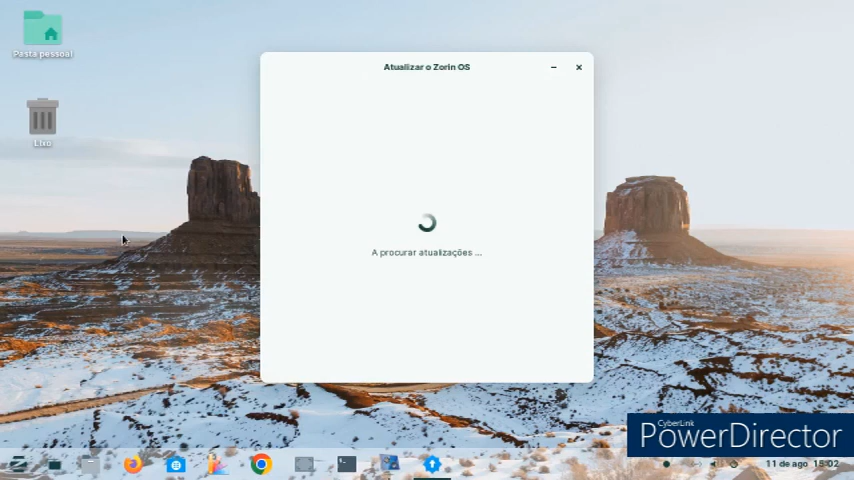 Pasta pessoal
Lixo
Atualizar o Zorin OS
A procurar atualizações ...
CyberLink
PowerDirector
11 de ago 15:02